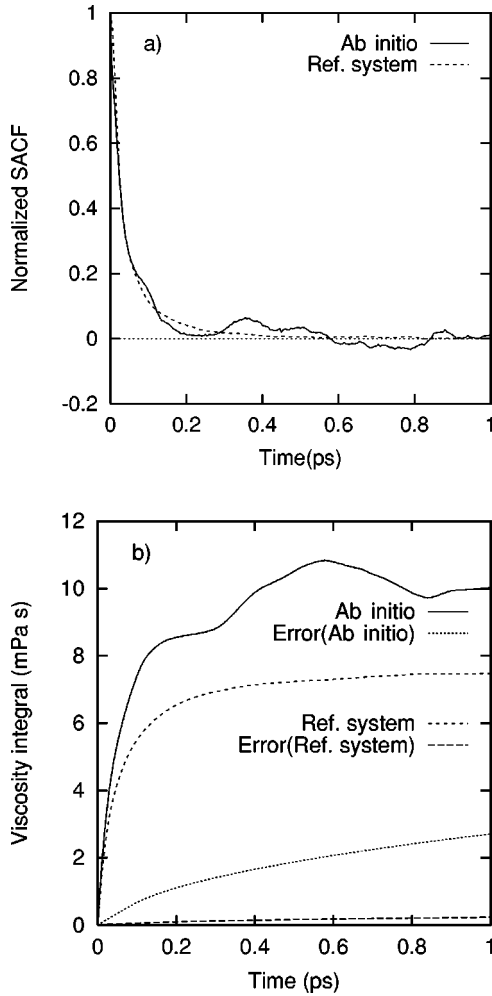 a)
Ab initio
Ref. system
Normalized SACF
1
0.8
0.6
0.4
0.2
0
-0.2
0 0.2 0.4 0.6 0.8 1
Time(ps)
b)
Ab initio
Error(Ab initio)
Ref. system
Error(Ref. system)
Viscosity integral (mPa s)
12
10
8
6
4
2
0
0 0.2 0.4 0.6 0.8 1
Time (ps)